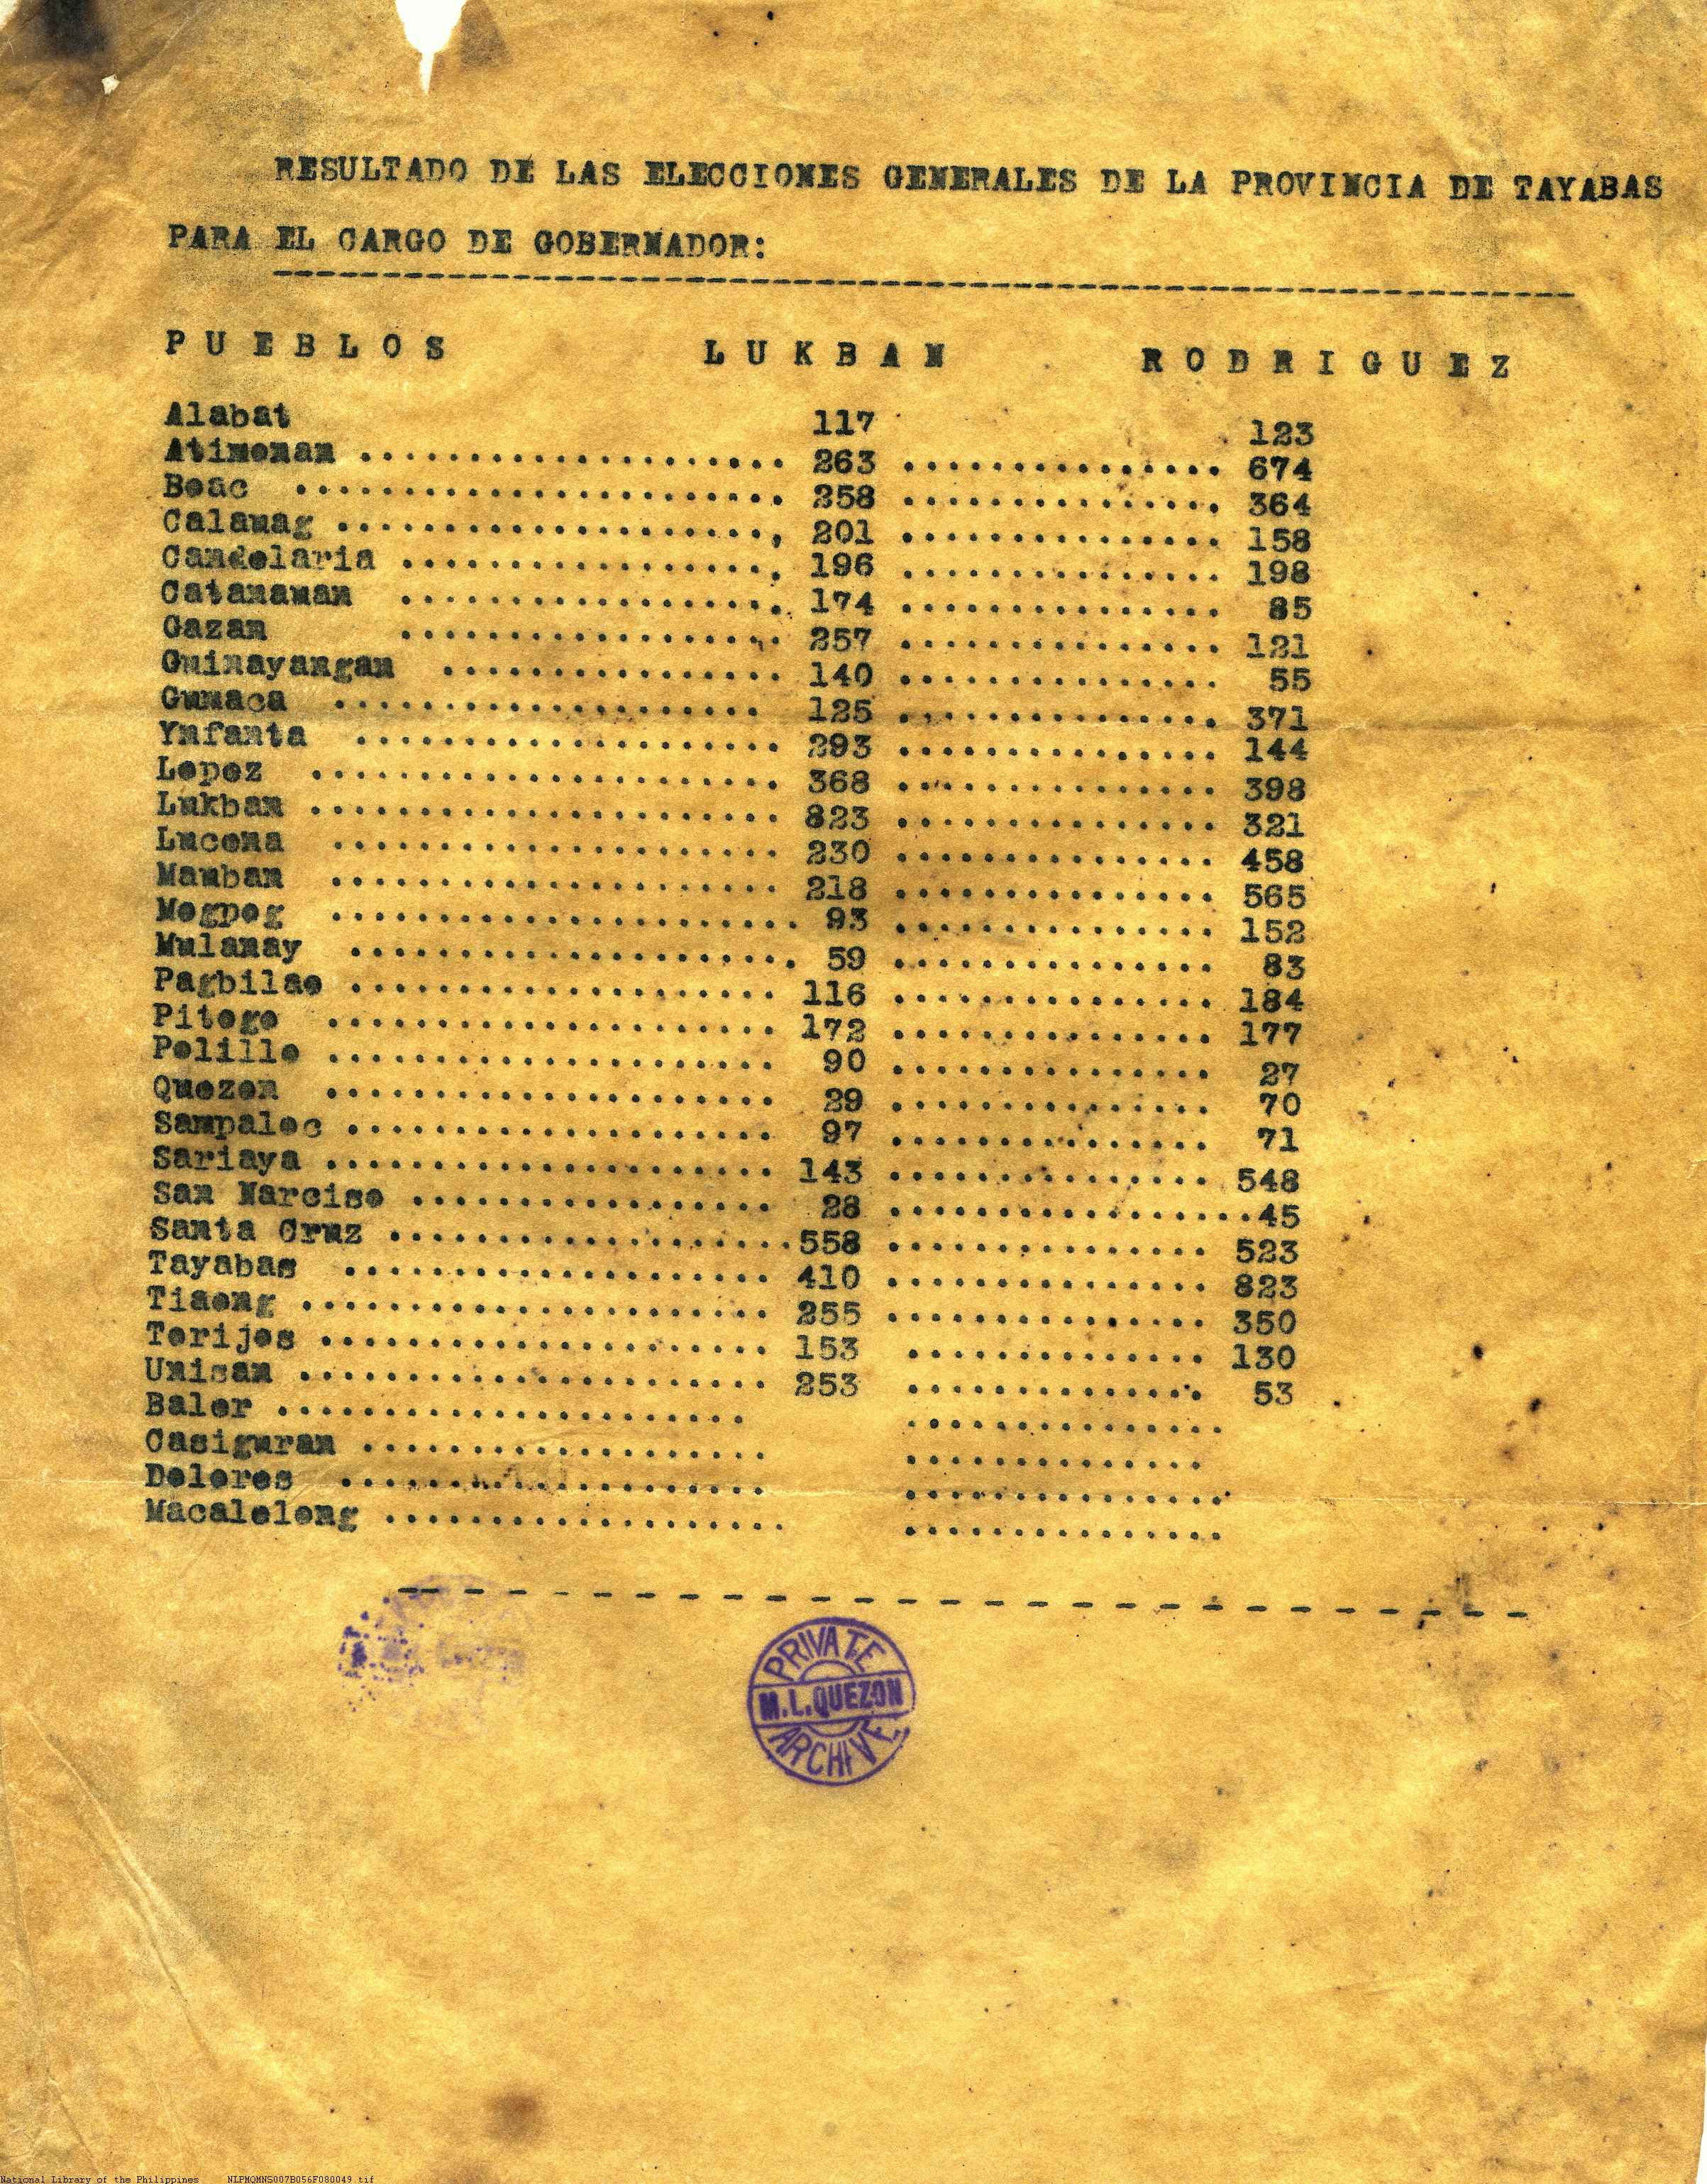 RESULTADO DE LAS ELECCIONES GENERALES DE LA PROVINCIA DE TAYABAS
PARA EL CARGO DE GOBERNADOR:
PUEBLOS LUKBAN RODRIGUEZ
Alabat 117 123
Atimonan .................... 263 ............... 674
Boac ....................... 258 ............... 364
Calauag ...................., 201 ............... 158
Candelaria .................. 196 ............... 198
Catanauan .................. 174 ............... 85
Gazan .................. 257 ............... 121
Guinayangan ................ 140 ............... 55
Gumaca .................... 125 ............... 371
Ynfanta .................... 293 ............... 144
Lopez ...................... 368 ............... 398
Lukban ...................... 823 ............... 321
Lucena ..................... 230 ............... 458
Mauban ..................... 218 ............... 565
Mogpog ...................... 93 ............... 152
Mulanay ..................... 59 ............... 83
Pagbilao .................... 116 ............... 184
Pitogo ..................... 172 ............... 177
Polillo ..................... 90 ............... 27
Quezon ..................... 29 ............... 70
Sampaloc .................... 97 ............... 71
Sariaya ..................... 143 ............... 548
San Narciso ................. 28 .................45
Santa Cruz ...................558 ............... 523
Tayabas .................... 410 ............... 823
Tiaong ...................... 255 ............... 350
Torijos ..................... 153 .............. 130
Unisan ...................... 253 .............. 53
Baler ...................... ...............
Casiguran ................... ..............
Dolores .................... ...............
Macalelong ................... ...............
PRIVATE
M.L.QUEZON
ARCHIVE
National Library of the Philippines NLPMQMNS007B056F080049.tif